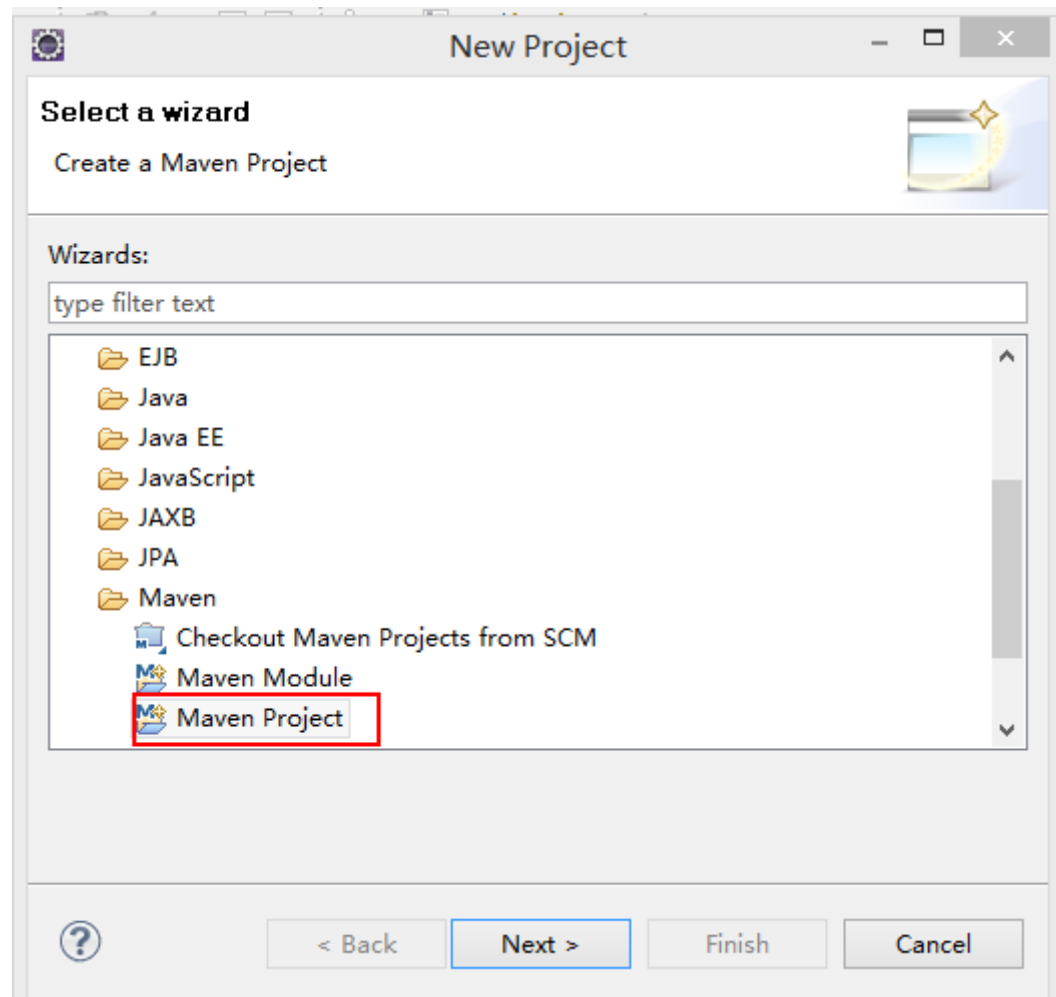 New Project
Select a wizard
Create a Maven Project
Wizards:
type filter text
EJB
Java
Java EE
JavaScript
JAXB
JPA
Maven
Checkout Maven Projects from SCM
Maven Module
Maven Project
< Back Next > Finish Cancel